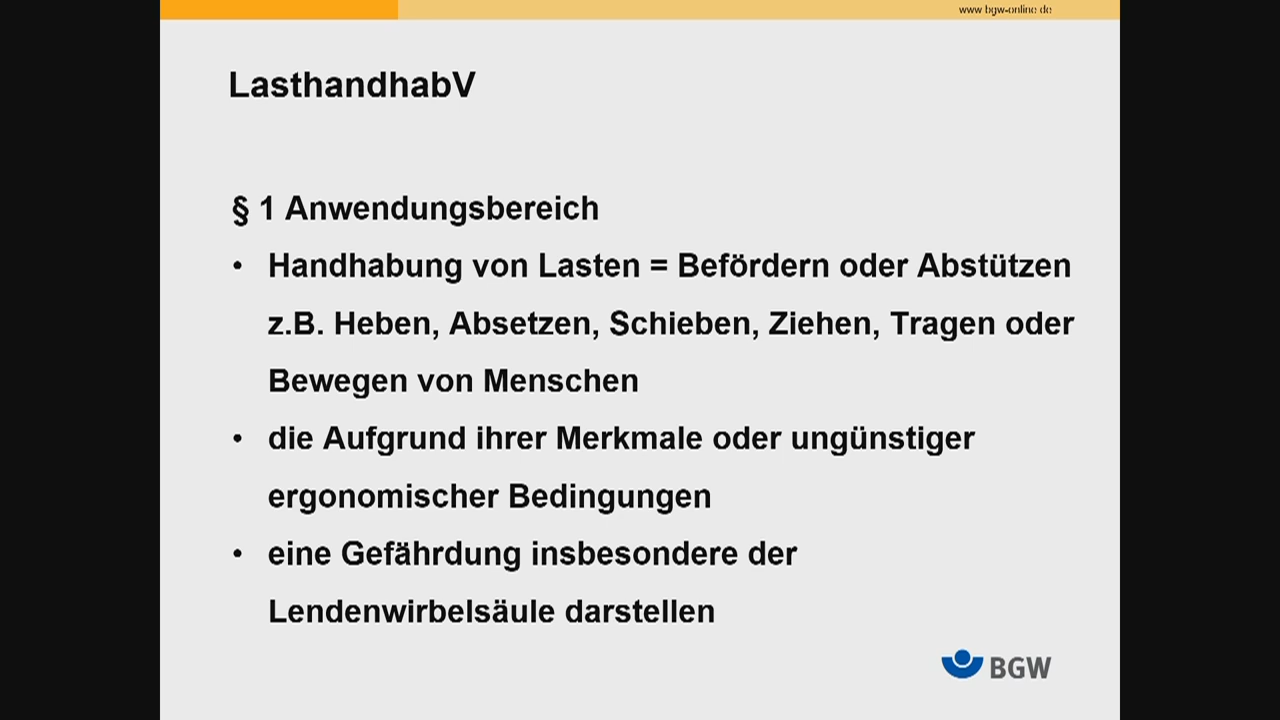 www bgw-online de
LasthandhabV
§ 1 Anwendungsbereich
• Handhabung von Lasten = Befördern oder Abstützen
z.B. Heben, Absetzen, Schieben, Ziehen, Tragen oder
Bewegen von Menschen
• die Aufgrund ihrer Merkmale oder ungünstiger
ergonomischer Bedingungen
• eine Gefährdung insbesondere der
Lendenwirbelsäule darstellen
BGW